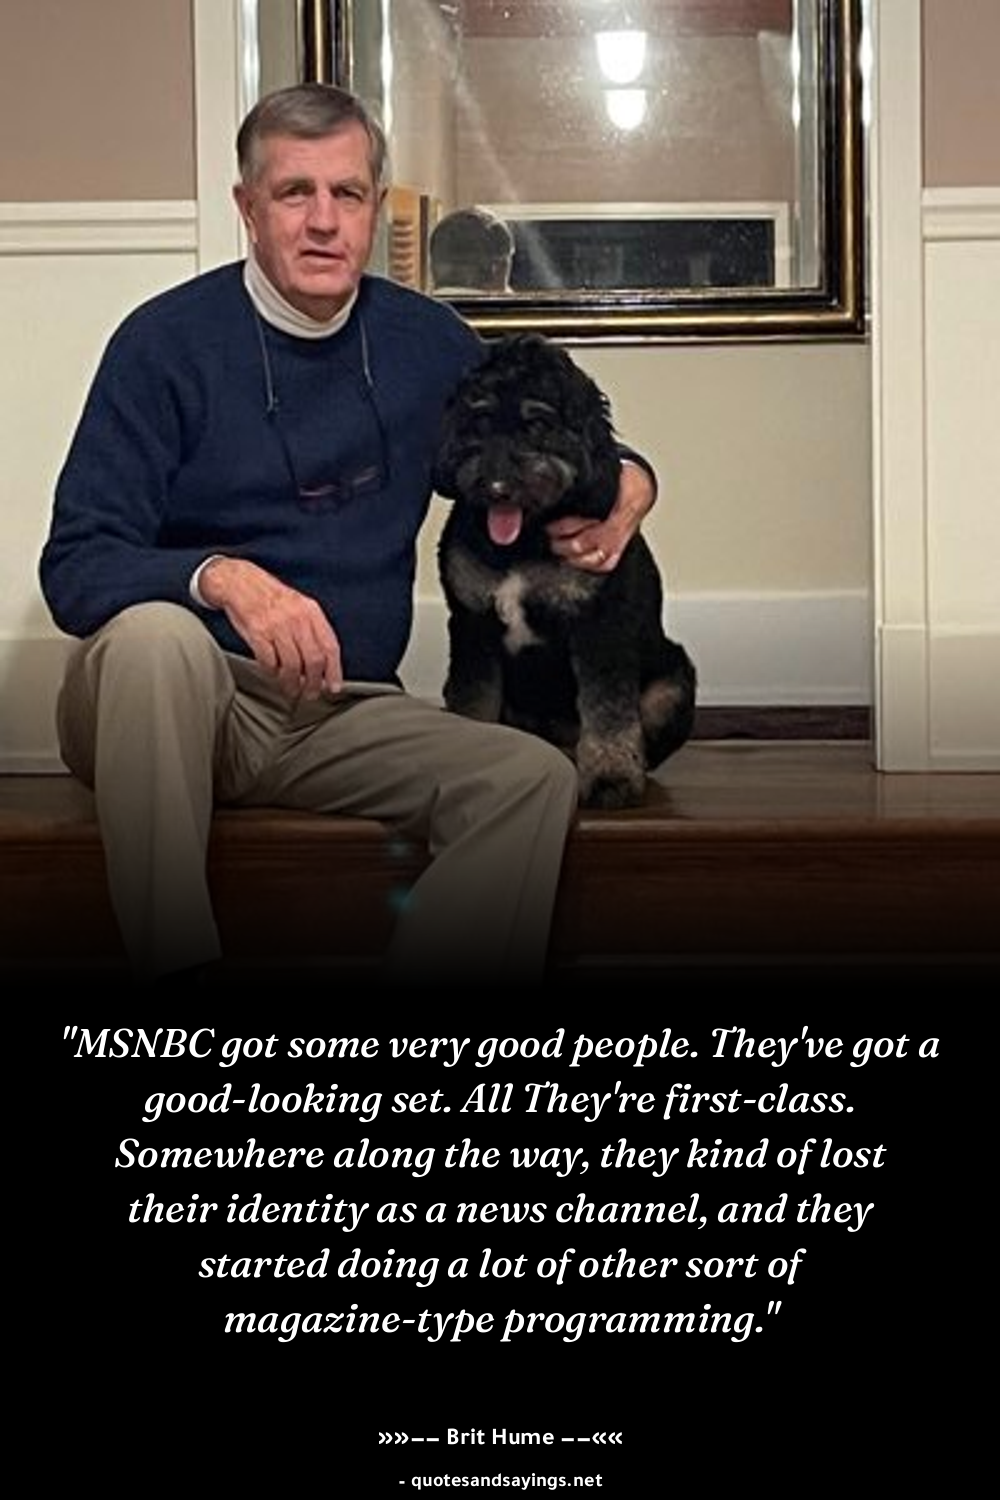 "MSNBC got some very good people. They've got a
good-looking set. All They're first-class.
Somewhere along the way, they kind of lost
their identity as a news channel, and they
started doing a lot of other sort of
magazine-type programming."
»»−− Brit Hume −−««
- quotesandsayings.net